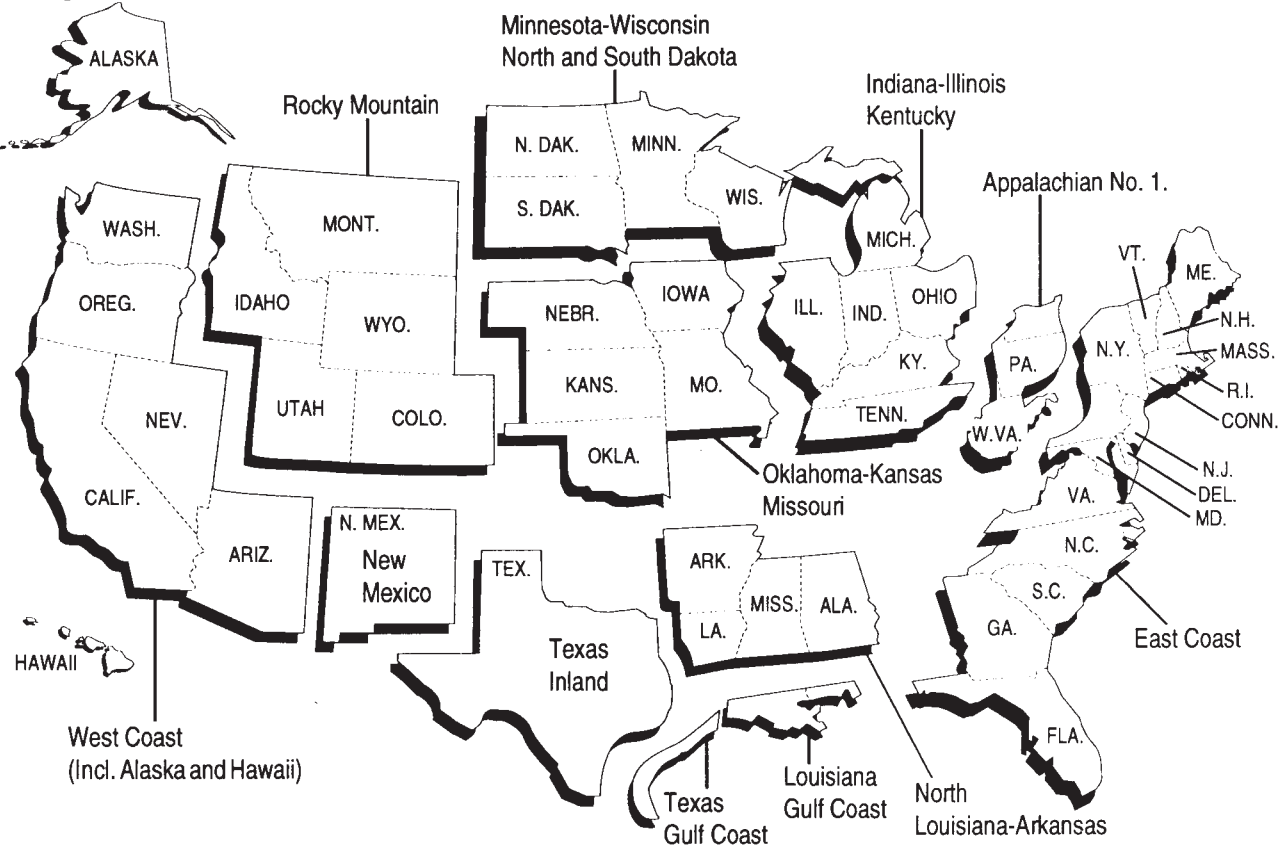 ALASKA
Minnesota-Wisconsin
North and South Dakota
Indiana-Illinois
Kentucky
Rocky Mountain
Appalachian No. 1.
N. DAK.
MINN.
S. DAK.
WIS.
WASH.
MONT.
MICH.
VT.
ME.
OREG.
IDAHO
WYO.
NEBR.
IOWA
ILL.
IND.
OHIO
N.H.
N.Y.
MASS.
PA.
KY.
R.I.
CONN.
NEV.
UTAH
COLO.
KANS.
MO.
TENN.
W.VA.
OKLA.
Oklahoma-Kansas
Missouri
N.J.
DEL.
MD.
CALIF.
VA.
ARIZ.
N. MEX.
New
Mexico
TEX.
Texas
Inland
ARK.
LA.
MISS.
ALA.
N.C.
S.C.
GA.
East Coast
HAWAII
FLA.
West Coast
(Incl. Alaska and Hawaii)
Texas
Gulf Coast
Louisiana
Gulf Coast
North
Louisiana-Arkansas